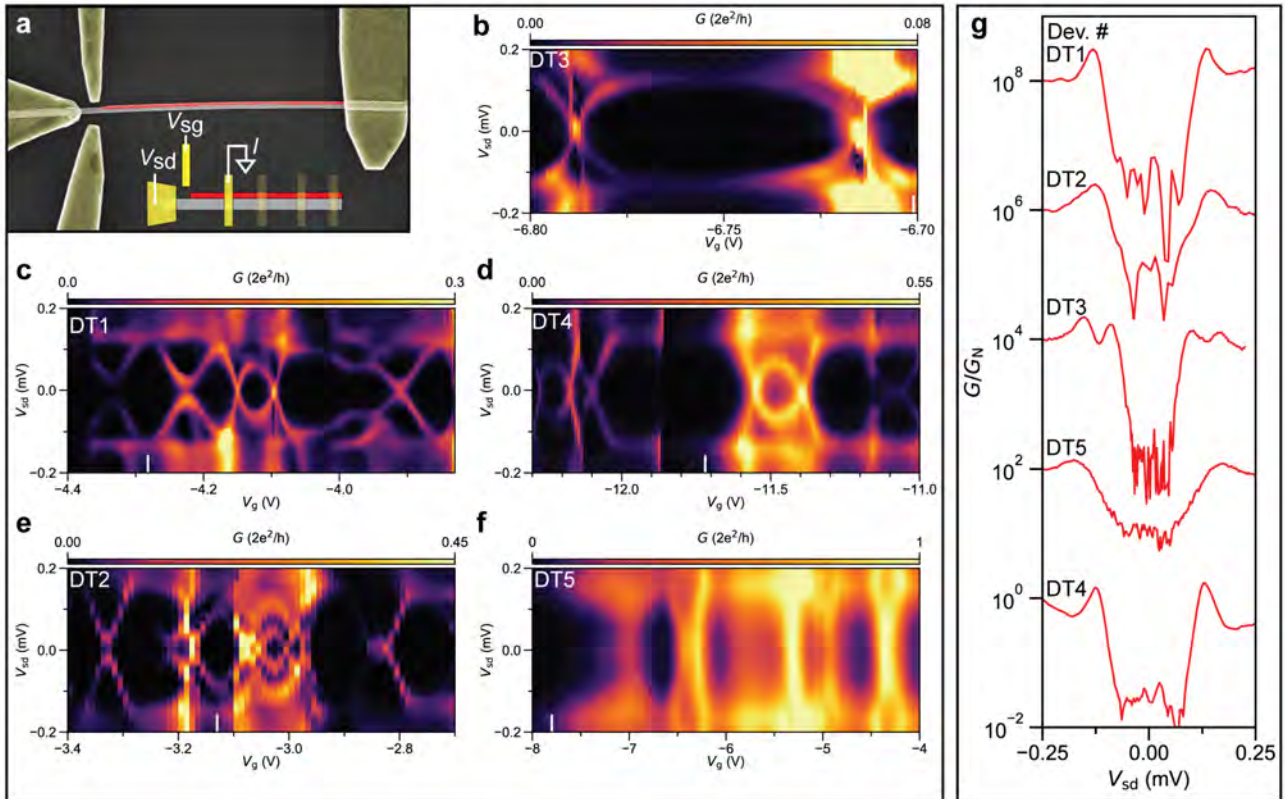 a
V_sg
V_sd
I
b
G (2e²/h)
0.00
0.08
DT3
0.2
0.0
−0.2
V_sd (mV)
−6.80
−6.75
−6.70
V_g (V)
c
G (2e²/h)
0.0
0.3
DT1
0.2
0.0
−0.2
V_sd (mV)
−4.4
−4.2
−4.0
V_g (V)
d
G (2e²/h)
0.00
0.55
DT4
0.2
0.0
−0.2
V_sd (mV)
−12.0
−11.5
−11.0
V_g (V)
e
G (2e²/h)
0.00
0.45
DT2
0.2
0.0
−0.2
V_sd (mV)
−3.4
−3.2
−3.0
−2.8
V_g (V)
f
G (2e²/h)
0
1
DT5
0.2
0.0
−0.2
V_sd (mV)
−8
−7
−6
−5
−4
V_g (V)
g
Dev. #
DT1
10⁸
DT2
10⁶
DT3
10⁴
DT5
10²
DT4
10⁰
10⁻²
G/G_N
−0.25
0.00
0.25
V_sd (mV)